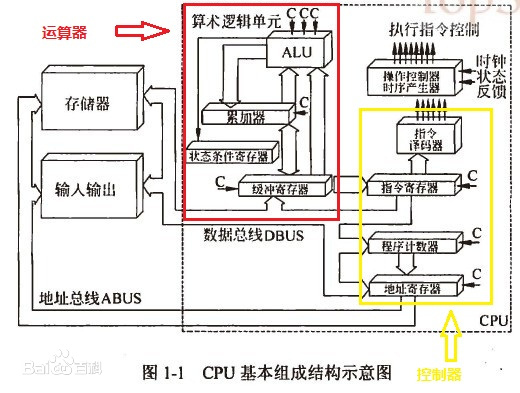 top5
运算器
算术逻辑单元
C CC
ALU
执行指令控制
操作控制器
时序产生器
时钟
状态
反馈
存储器
累加器
C
指令
译码器
状态条件寄存器
输入输出
C
缓冲寄存器
指令寄存器
C
数据总线DBUS
程序计数器
C
地址总线ABUS
地址寄存器
C
CPU
Bai百科
控制器
图 1-1 CPU 基本组成结构示意图